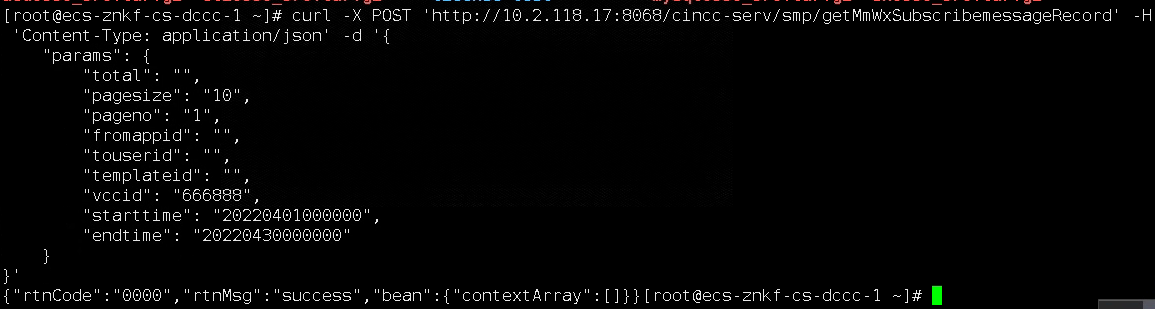 [root@ecs-znkf-cs-dccc-1 ~]# curl -X POST 'http://10.2.118.17:8068/cincc-serv/smp/getMmWxSubscribemessageRecord' -H
 'Content-Type: application/json' -d '{
    "params": {
        "total": "",
        "pagesize": "10",
        "pageno": "1",
        "fromappid": "",
        "touserid": "",
        "templateid": "",
        "vccid": "666888",
        "starttime": "20220401000000",
        "endtime": "20220430000000"
    }
}'
{"rtnCode":"0000","rtnMsg":"success","bean":{"contextArray":[]}}[root@ecs-znkf-cs-dccc-1 ~]#